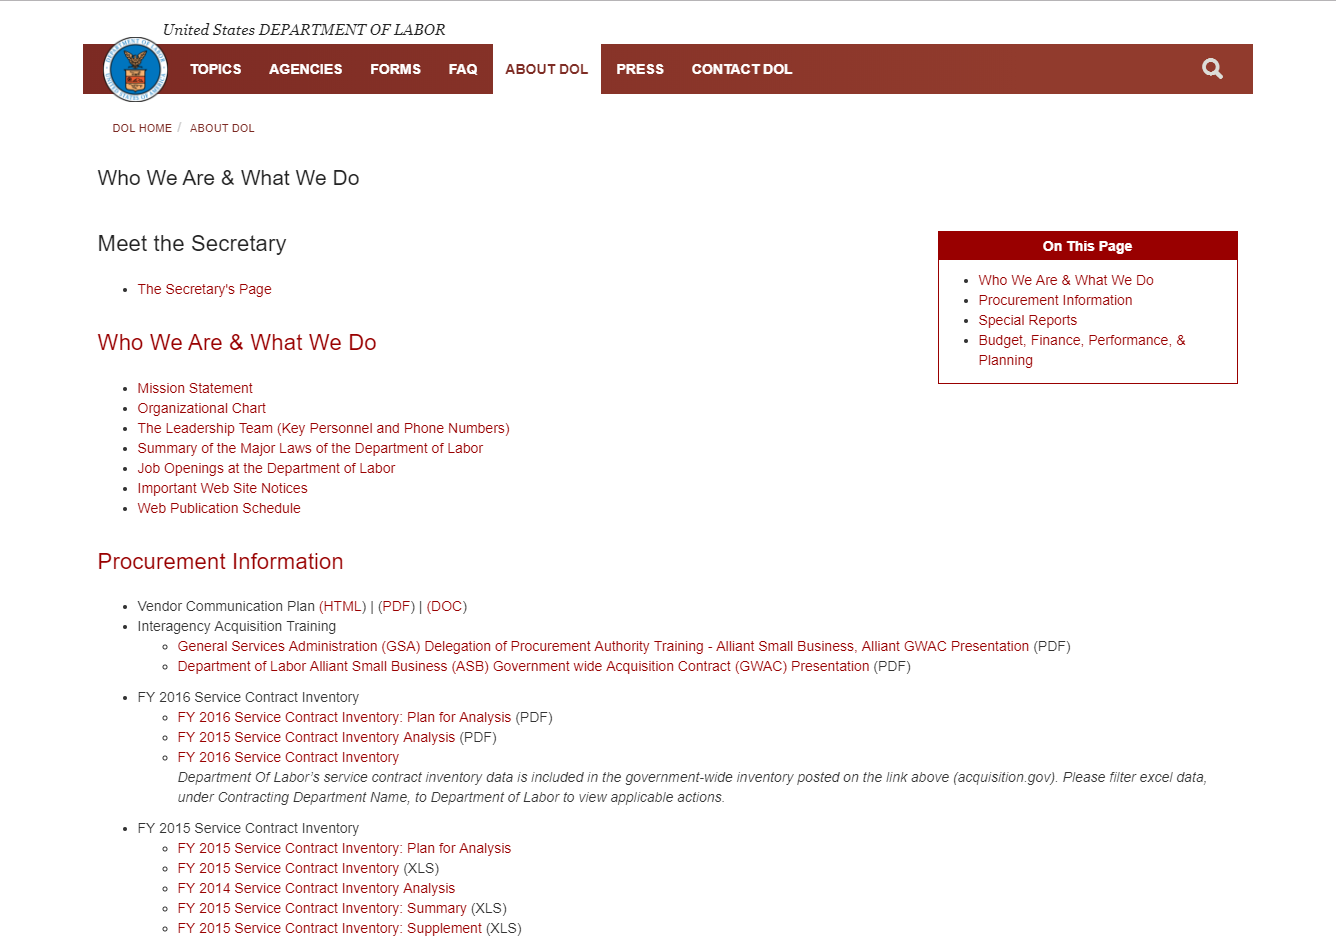 United States DEPARTMENT OF LABOR
TOPICS AGENCIES FORMS FAQ ABOUT DOL PRESS CONTACT DOL
DOL HOME / ABOUT DOL
Who We Are & What We Do
Meet the Secretary
The Secretary's Page
On This Page
Who We Are & What We Do
Procurement Information
Special Reports
Budget, Finance, Performance, &
Planning
Who We Are & What We Do
Mission Statement
Organizational Chart
The Leadership Team (Key Personnel and Phone Numbers)
Summary of the Major Laws of the Department of Labor
Job Openings at the Department of Labor
Important Web Site Notices
Web Publication Schedule
Procurement Information
Vendor Communication Plan (HTML) | (PDF) | (DOC)
Interagency Acquisition Training
General Services Administration (GSA) Delegation of Procurement Authority Training - Alliant Small Business, Alliant GWAC Presentation (PDF)
Department of Labor Alliant Small Business (ASB) Government wide Acquisition Contract (GWAC) Presentation (PDF)
FY 2016 Service Contract Inventory
FY 2016 Service Contract Inventory: Plan for Analysis (PDF)
FY 2015 Service Contract Inventory Analysis (PDF)
FY 2016 Service Contract Inventory
Department Of Labor’s service contract inventory data is included in the government-wide inventory posted on the link above (acquisition.gov). Please filter excel data,
under Contracting Department Name, to Department of Labor to view applicable actions.
FY 2015 Service Contract Inventory
FY 2015 Service Contract Inventory: Plan for Analysis
FY 2015 Service Contract Inventory (XLS)
FY 2014 Service Contract Inventory Analysis
FY 2015 Service Contract Inventory: Summary (XLS)
FY 2015 Service Contract Inventory: Supplement (XLS)